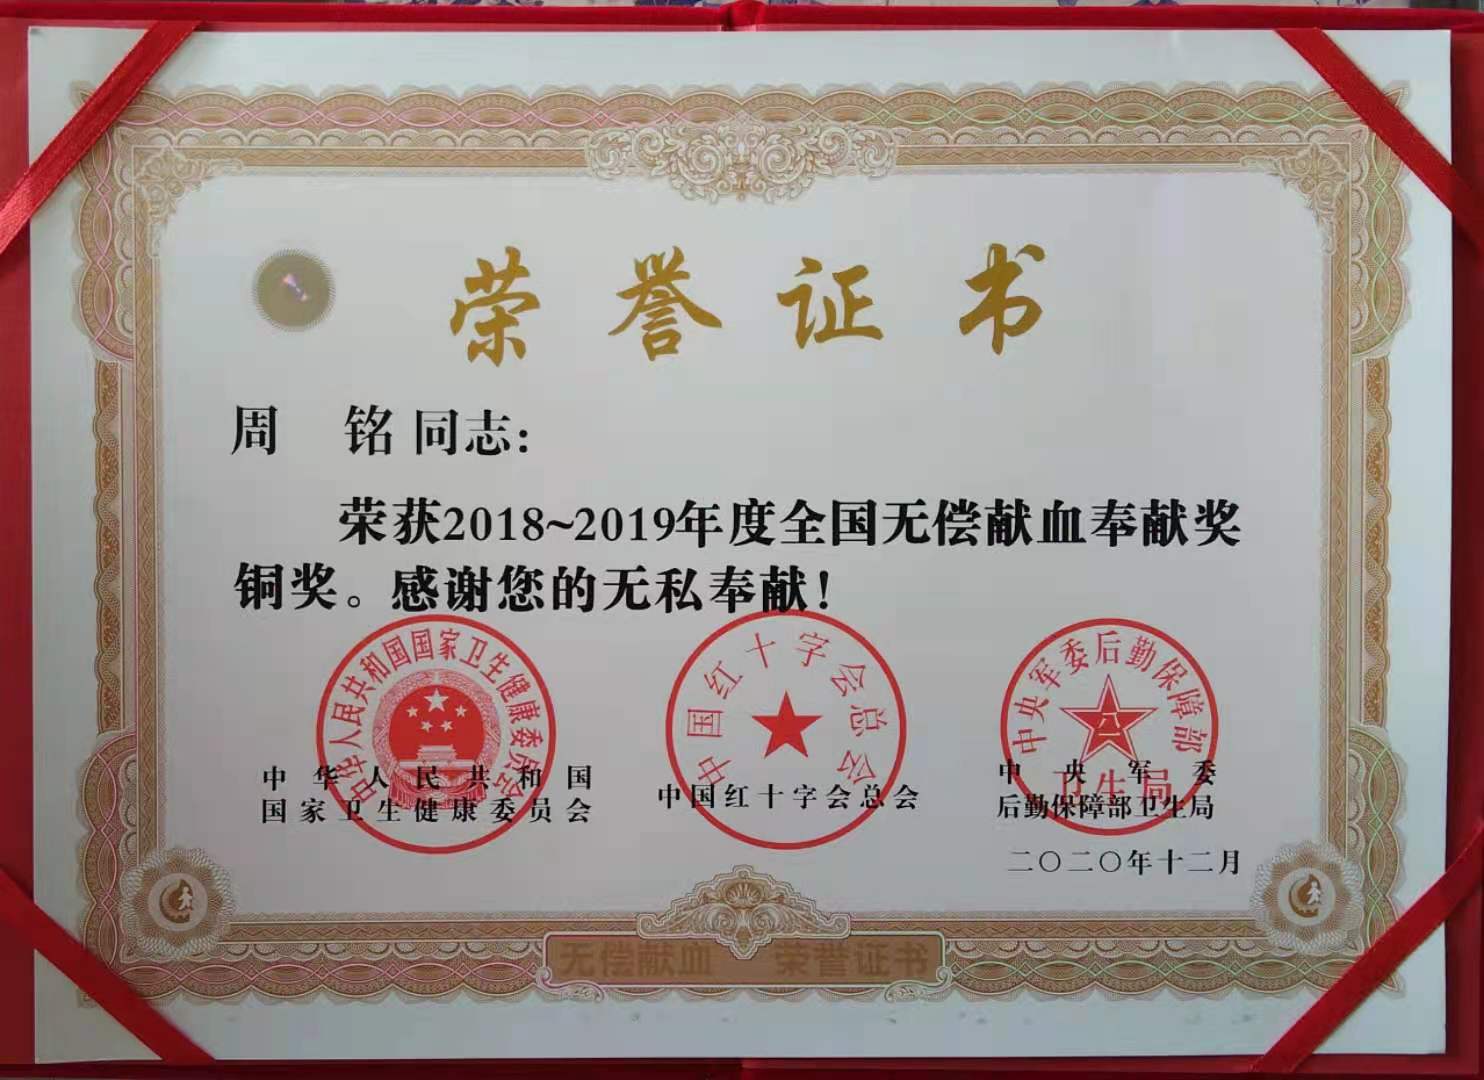 荣誉证书
周 铭 同志：
荣获2018~2019年度全国无偿献血奉献奖
铜奖。感谢您的无私奉献！
中华人民共和国国家卫生健康委员会
中国红十字会总会
中央军委后勤保障部
卫生局
中华人民共和国
国家卫生健康委员会
中国红十字会总会
中央军委
后勤保障部卫生局
二〇二〇年十二月
无偿献血 荣誉证书